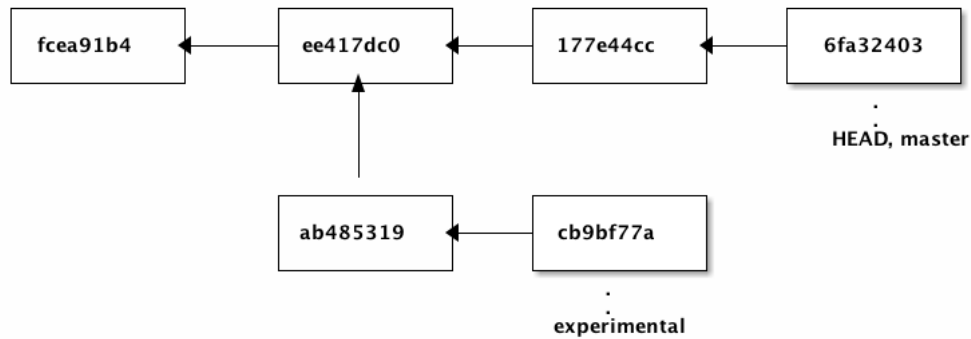 fcea91b4
ee417dc0
177e44cc
6fa32403
HEAD, master
ab485319
cb9bf77a
experimental